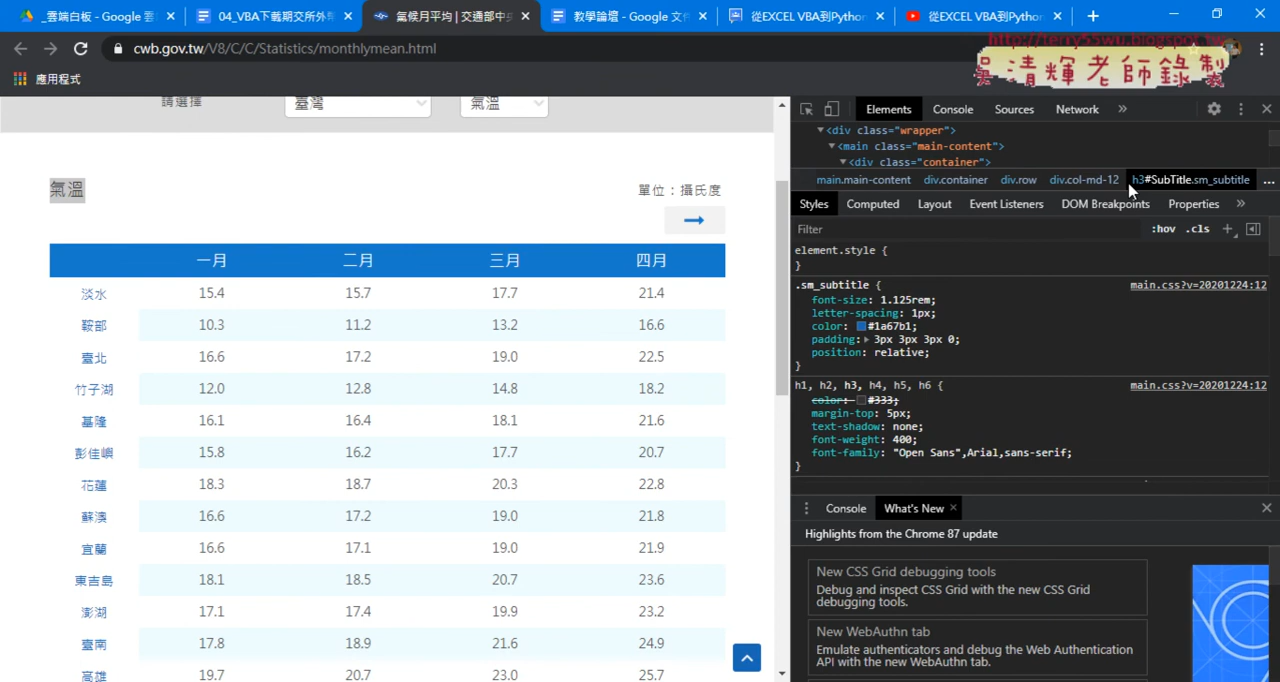 _雲端白板 - Google 雲
04_VBA下載期交所外幣
氣候月平均 | 交通部中央
教學論壇 - Google 文件
從EXCEL VBA到Python
從EXCEL VBA到Python
cwb.gov.tw/V8/C/C/Statistics/monthlymean.html
http://terry55wu.blogspot.tw
吳清輝老師錄製
應用程式
請選擇 臺灣 氣溫
氣溫 單位：攝氏度
一月 二月 三月 四月
淡水 15.4 15.7 17.7 21.4
鞍部 10.3 11.2 13.2 16.6
臺北 16.6 17.2 19.0 22.5
竹子湖 12.0 12.8 14.8 18.2
基隆 16.1 16.4 18.1 21.6
彭佳嶼 15.8 16.2 17.7 20.7
花蓮 18.3 18.7 20.3 22.8
蘇澳 16.6 17.2 19.0 21.8
宜蘭 16.6 17.1 19.0 21.9
東吉島 18.1 18.5 20.7 23.6
澎湖 17.1 17.4 19.9 23.2
臺南 17.8 18.9 21.6 24.9
高雄 19.7 20.7 23.0 25.7
Elements Console Sources Network »
<div class="wrapper">
<main class="main-content">
<div class="container">
main.main-content div.container div.row div.col-md-12 h3#SubTitle.sm_subtitle ...
Styles Computed Layout Event Listeners DOM Breakpoints Properties »
Filter :hov .cls +
element.style {
}
.sm_subtitle { main.css?v=20201224:12
font-size: 1.125rem;
letter-spacing: 1px;
color: #1a67b1;
padding: 3px 3px 3px 0;
position: relative;
}
h1, h2, h3, h4, h5, h6 { main.css?v=20201224:12
color: #333;
margin-top: 5px;
text-shadow: none;
font-weight: 400;
font-family: "Open Sans",Arial,sans-serif;
}
Console What's New
Highlights from the Chrome 87 update
New CSS Grid debugging tools
Debug and inspect CSS Grid with the new CSS Grid
debugging tools.
New WebAuthn tab
Emulate authenticators and debug the Web Authentication
API with the new WebAuthn tab.